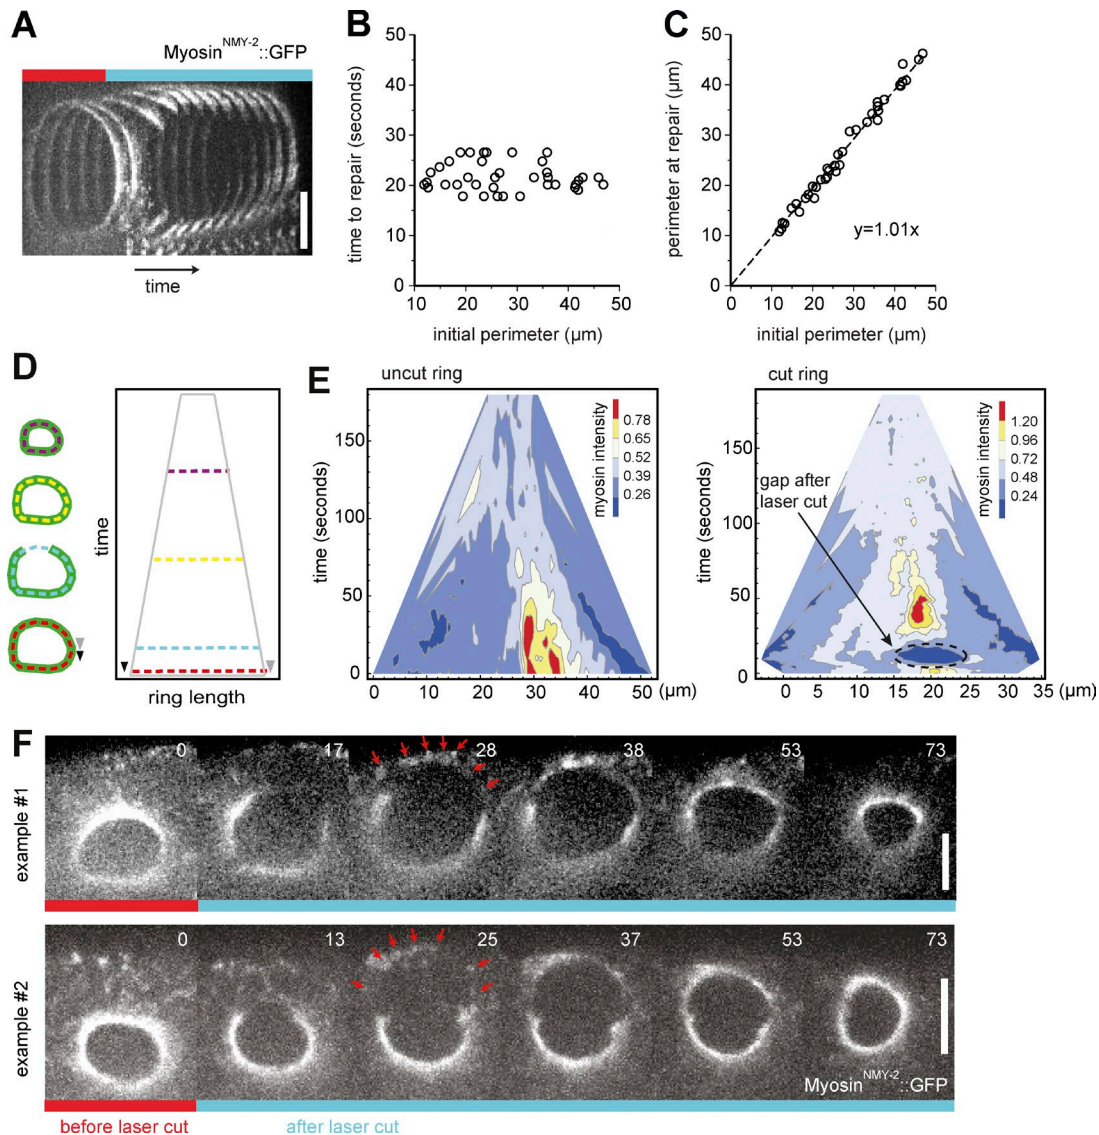 A
Myosin^NMY-2::GFP
time
B
time to repair (seconds)
50
40
30
20
10
0
10 20 30 40 50
initial perimeter (µm)
C
perimeter at repair (µm)
50
40
30
20
10
0
y=1.01x
0 10 20 30 40 50
initial perimeter (µm)
D
time
ring length
E
uncut ring
time (seconds)
150
100
50
0
myosin intensity
0.78
0.65
0.52
0.39
0.26
0 10 20 30 40 50 (µm)
cut ring
time (seconds)
150
100
50
0
gap after
laser cut
myosin intensity
1.20
0.96
0.72
0.48
0.24
0 5 10 15 20 25 30 35 (µm)
F
example #1
0 17 28 38 53 73
example #2
0 13 25 37 53 73
Myosin^NMY-2::GFP
before laser cut
after laser cut